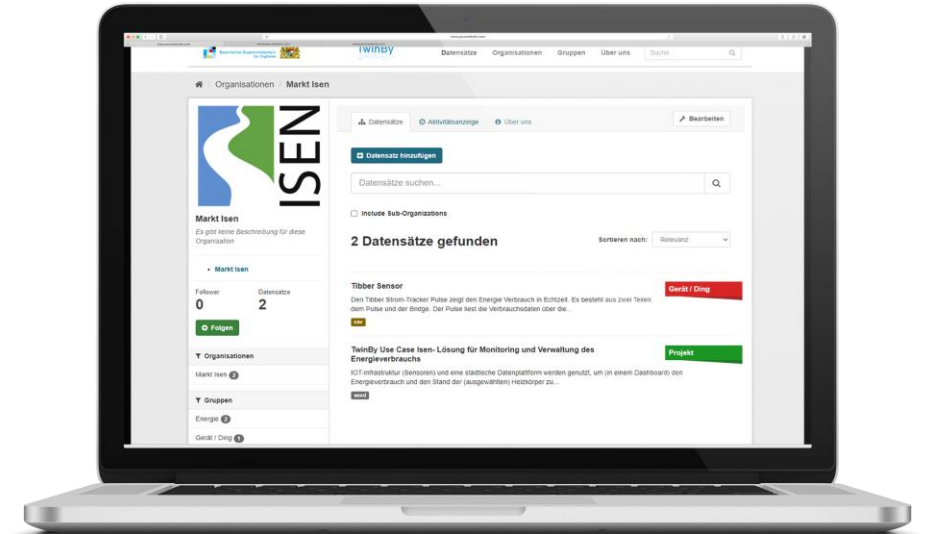 Bayerisches Staatsministerium
für Digitales
TwinBy
Datensätze Organisationen Gruppen Über uns Suche
Organisationen / Markt Isen
ISEN
Markt Isen
Es gibt keine Beschreibung für diese
Organisation
Markt Isen
Follower Datensätze
0 2
Folgen
Organisationen
Markt Isen 2
Gruppen
Energie 2
Gerät / Ding 1
Datensätze Aktivitätsanzeige Über uns Bearbeiten
Datensatz hinzufügen
Datensätze suchen...
Include Sub-Organizations
2 Datensätze gefunden Sortieren nach: Relevanz
Tibber Sensor Gerät / Ding
Den Tibber Strom-Tracker Pulse zeigt den Energie Verbrauch in Echtzeit. Es besteht aus zwei Teilen:
dem Pulse und der Bridge. Der Pulse liest die Verbrauchsdaten über die...
csv
TwinBy Use Case Isen- Lösung für Monitoring und Verwaltung des Projekt
Energieverbrauchs
IOT-Infrastruktur (Sensoren) und eine städtische Datenplattform werden genutzt, um (in einem Dashboard) den
Energieverbrauch und den Stand der (ausgewählten) Heizkörper zu...
word